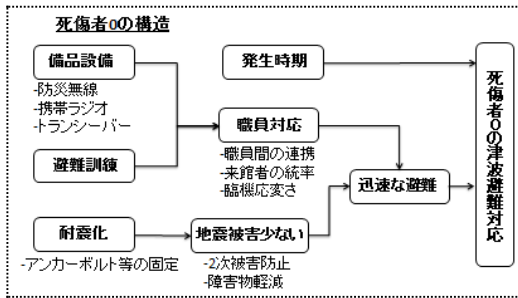 死傷者0の構造
備品設備
-防災無線
-携帯ラジオ
-トランシーバー
避難訓練
耐震化
-アンカーボルト等の固定
発生時期
職員対応
-職員間の連携
-来館者の統率
-臨機応変さ
地震被害少ない
-2次被害防止
-障害物軽減
迅速な避難
死傷者0の津波避難対応